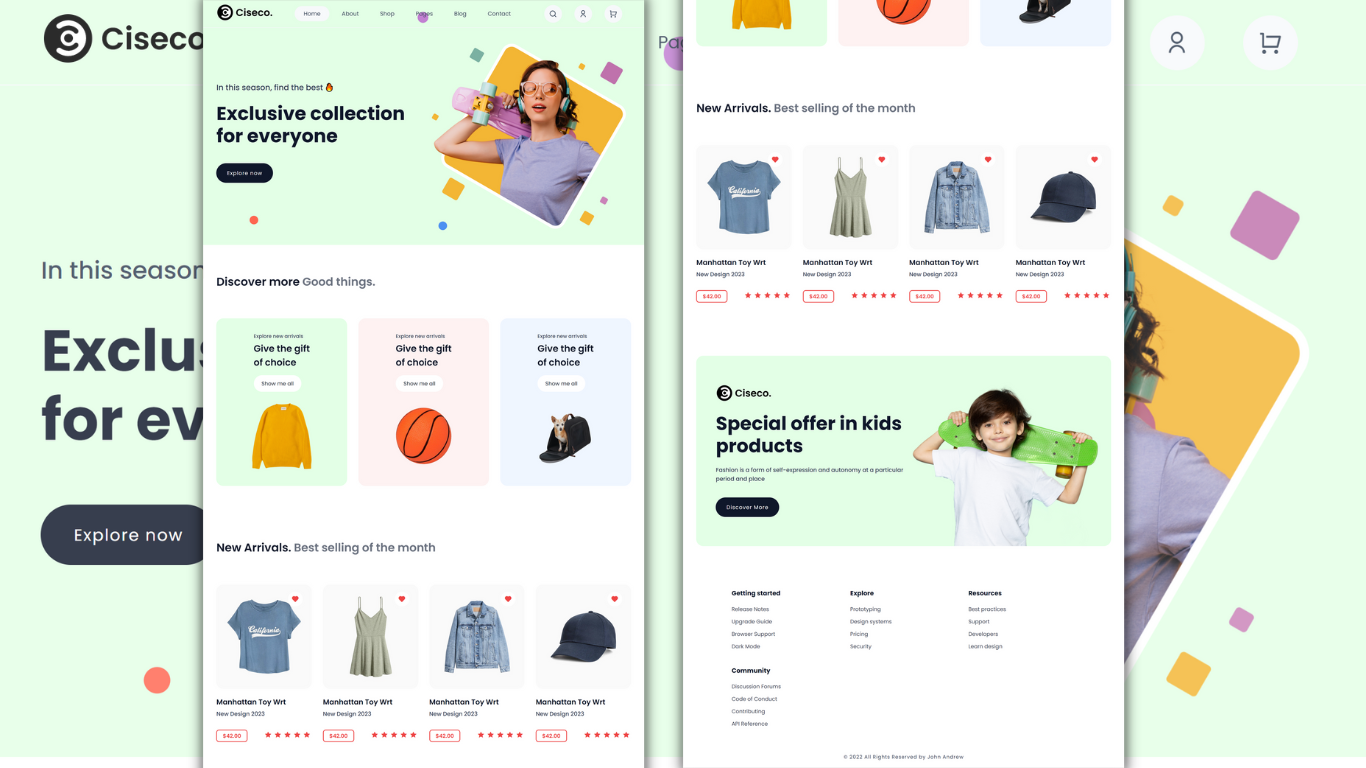 Ciseco.
Home About Shop Pages Blog Contact
In this season, find the best
Exclusive collection
for everyone
Explore now
Discover more Good things.
Explore new arrivals
Give the gift
of choice
Show me all
Explore new arrivals
Give the gift
of choice
Show me all
Explore new arrivals
Give the gift
of choice
Show me all
New Arrivals. Best selling of the month
California
Manhattan Toy Wrt
New Design 2023
$42.00
Manhattan Toy Wrt
New Design 2023
$42.00
Manhattan Toy Wrt
New Design 2023
$42.00
Manhattan Toy Wrt
New Design 2023
$42.00
New Arrivals. Best selling of the month
California
Manhattan Toy Wrt
New Design 2023
$42.00
Manhattan Toy Wrt
New Design 2023
$42.00
Manhattan Toy Wrt
New Design 2023
$42.00
Manhattan Toy Wrt
New Design 2023
$42.00
Ciseco.
Special offer in kids
products
Fashion is a form of self-expression and autonomy at a particular
period and place
Discover More
Getting started
Release Notes
Upgrade Guide
Browser Support
Dark Mode
Explore
Prototyping
Design systems
Pricing
Security
Resources
Best practices
Support
Developers
Learn design
Community
Discussion Forums
Code of Conduct
Contributing
API Reference
© 2022 All Rights Reserved by John Andrew
Ciseco
Pag
In this season
Exclus
for ev
Explore now